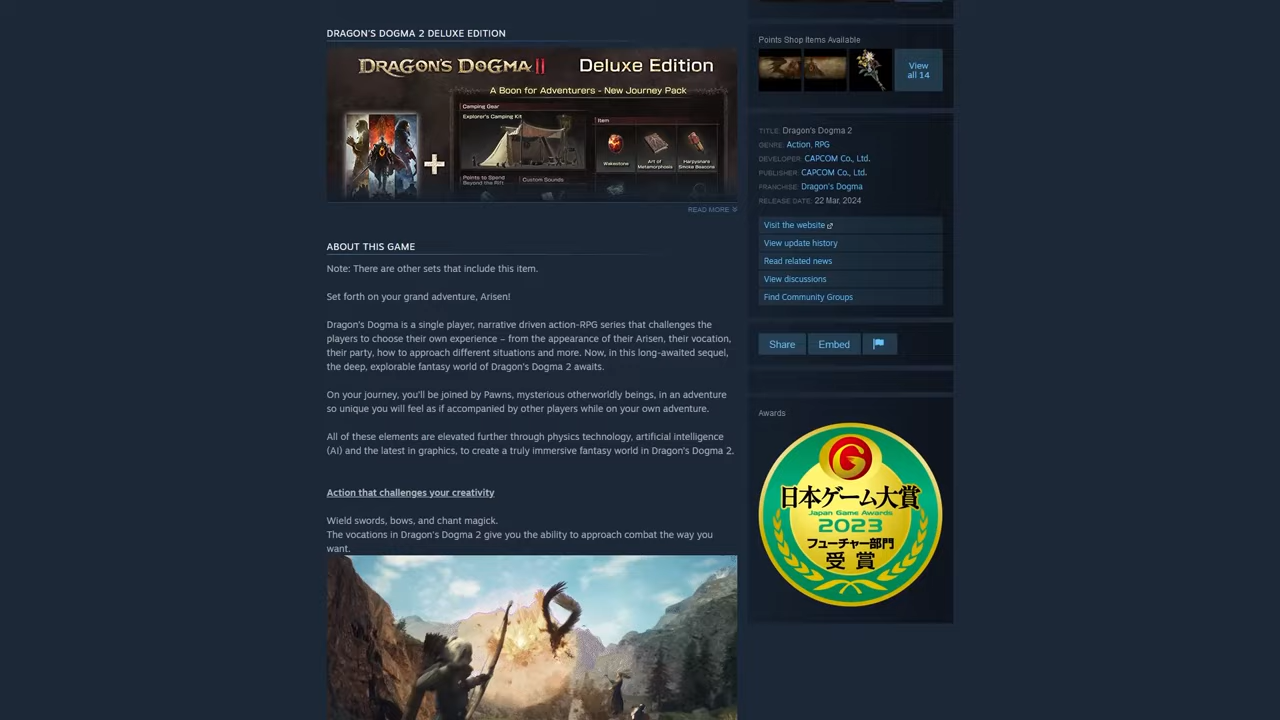 DRAGON'S DOGMA 2 DELUXE EDITION
DRAGON'S DOGMA II Deluxe Edition
A Boon for Adventurers - New Journey Pack
Camping Gear
Explorer's Camping Kit
Item
Wakestone
Art of Metamorphosis
Harpysnare Smoke Beacons
Points to Spend Beyond the Rift
Custom Sounds
READ MORE
ABOUT THIS GAME
Note: There are other sets that include this item.
Set forth on your grand adventure, Arisen!
Dragon's Dogma is a single player, narrative driven action-RPG series that challenges the
players to choose their own experience – from the appearance of their Arisen, their vocation,
their party, how to approach different situations and more. Now, in this long-awaited sequel,
the deep, explorable fantasy world of Dragon's Dogma 2 awaits.
On your journey, you'll be joined by Pawns, mysterious otherworldly beings, in an adventure
so unique you will feel as if accompanied by other players while on your own adventure.
All of these elements are elevated further through physics technology, artificial intelligence
(AI) and the latest in graphics, to create a truly immersive fantasy world in Dragon's Dogma 2.
Action that challenges your creativity
Wield swords, bows, and chant magick.
The vocations in Dragon's Dogma 2 give you the ability to approach combat the way you
want.
Points Shop Items Available
View
all 14
TITLE: Dragon's Dogma 2
GENRE: Action, RPG
DEVELOPER: CAPCOM Co., Ltd.
PUBLISHER: CAPCOM Co., Ltd.
FRANCHISE: Dragon's Dogma
RELEASE DATE: 22 Mar, 2024
Visit the website
View update history
Read related news
View discussions
Find Community Groups
Share
Embed
Awards
G
日本ゲーム大賞
Japan Game Awards
2023
フューチャー部門
受賞